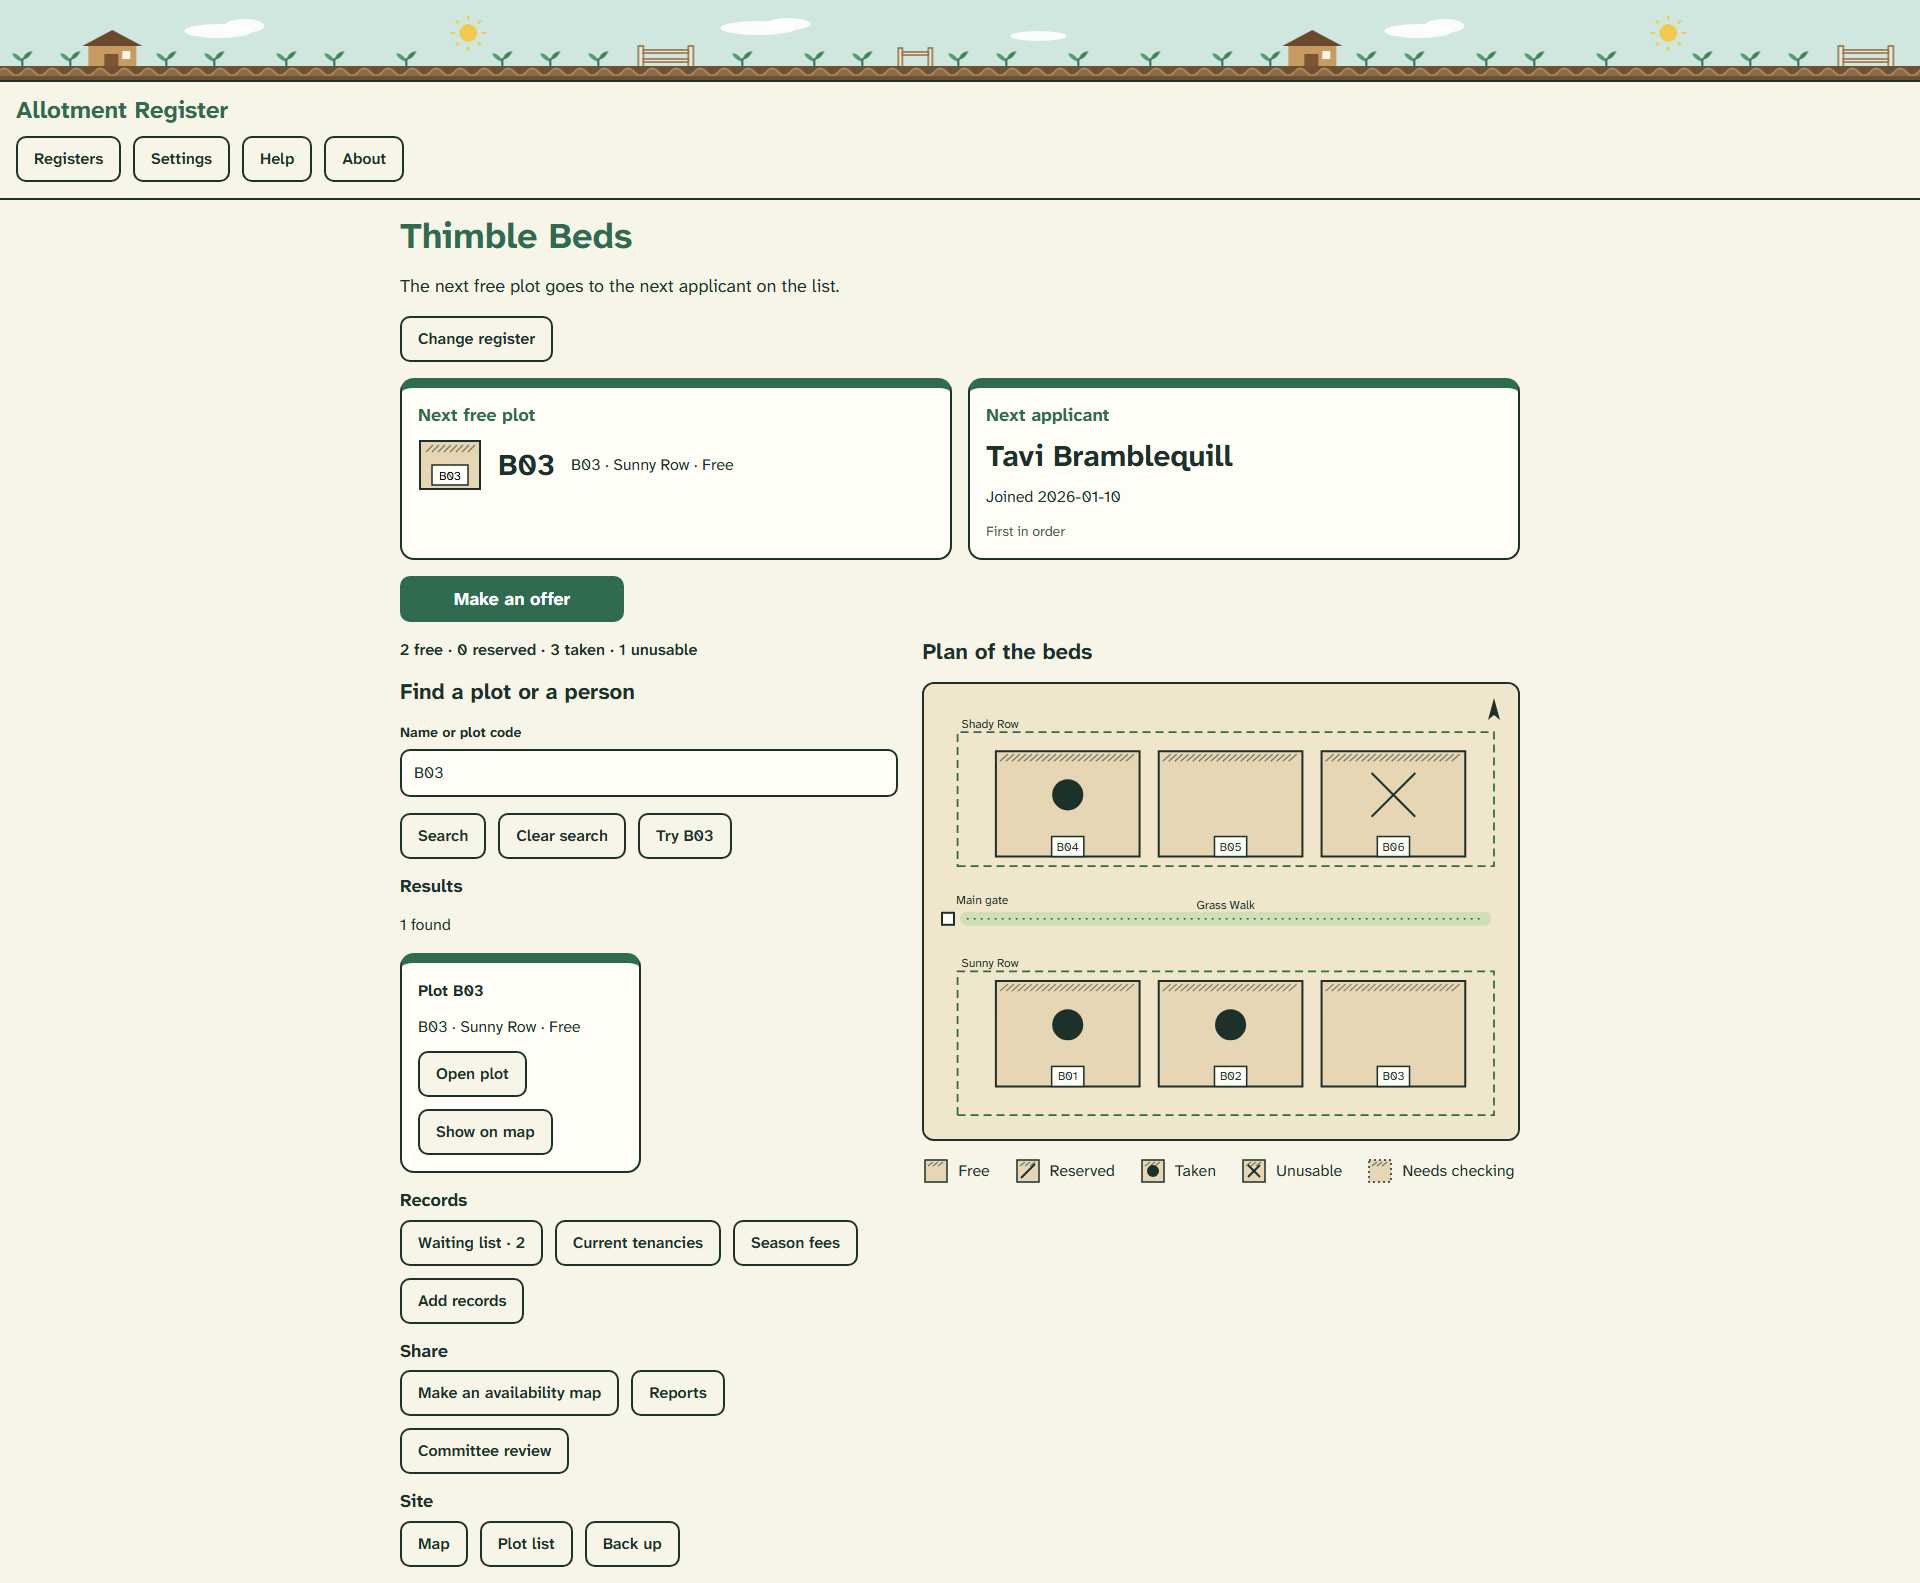 Allotment Register
Registers Settings Help About
Thimble Beds
The next free plot goes to the next applicant on the list.
Change register
Next free plot
B03
B03
B03 · Sunny Row · Free
Next applicant
Tavi Bramblequill
Joined 2026-01-10
First in order
Make an offer
2 free · 0 reserved · 3 taken · 1 unusable
Find a plot or a person
Name or plot code
B03
Search Clear search Try B03
Results
1 found
Plot B03
B03 · Sunny Row · Free
Open plot
Show on map
Records
Waiting list · 2 Current tenancies Season fees
Add records
Share
Make an availability map Reports
Committee review
Site
Map Plot list Back up
Plan of the beds
Shady Row
B04 B05 B06
Main gate
Grass Walk
Sunny Row
B01 B02 B03
Free Reserved Taken Unusable Needs checking